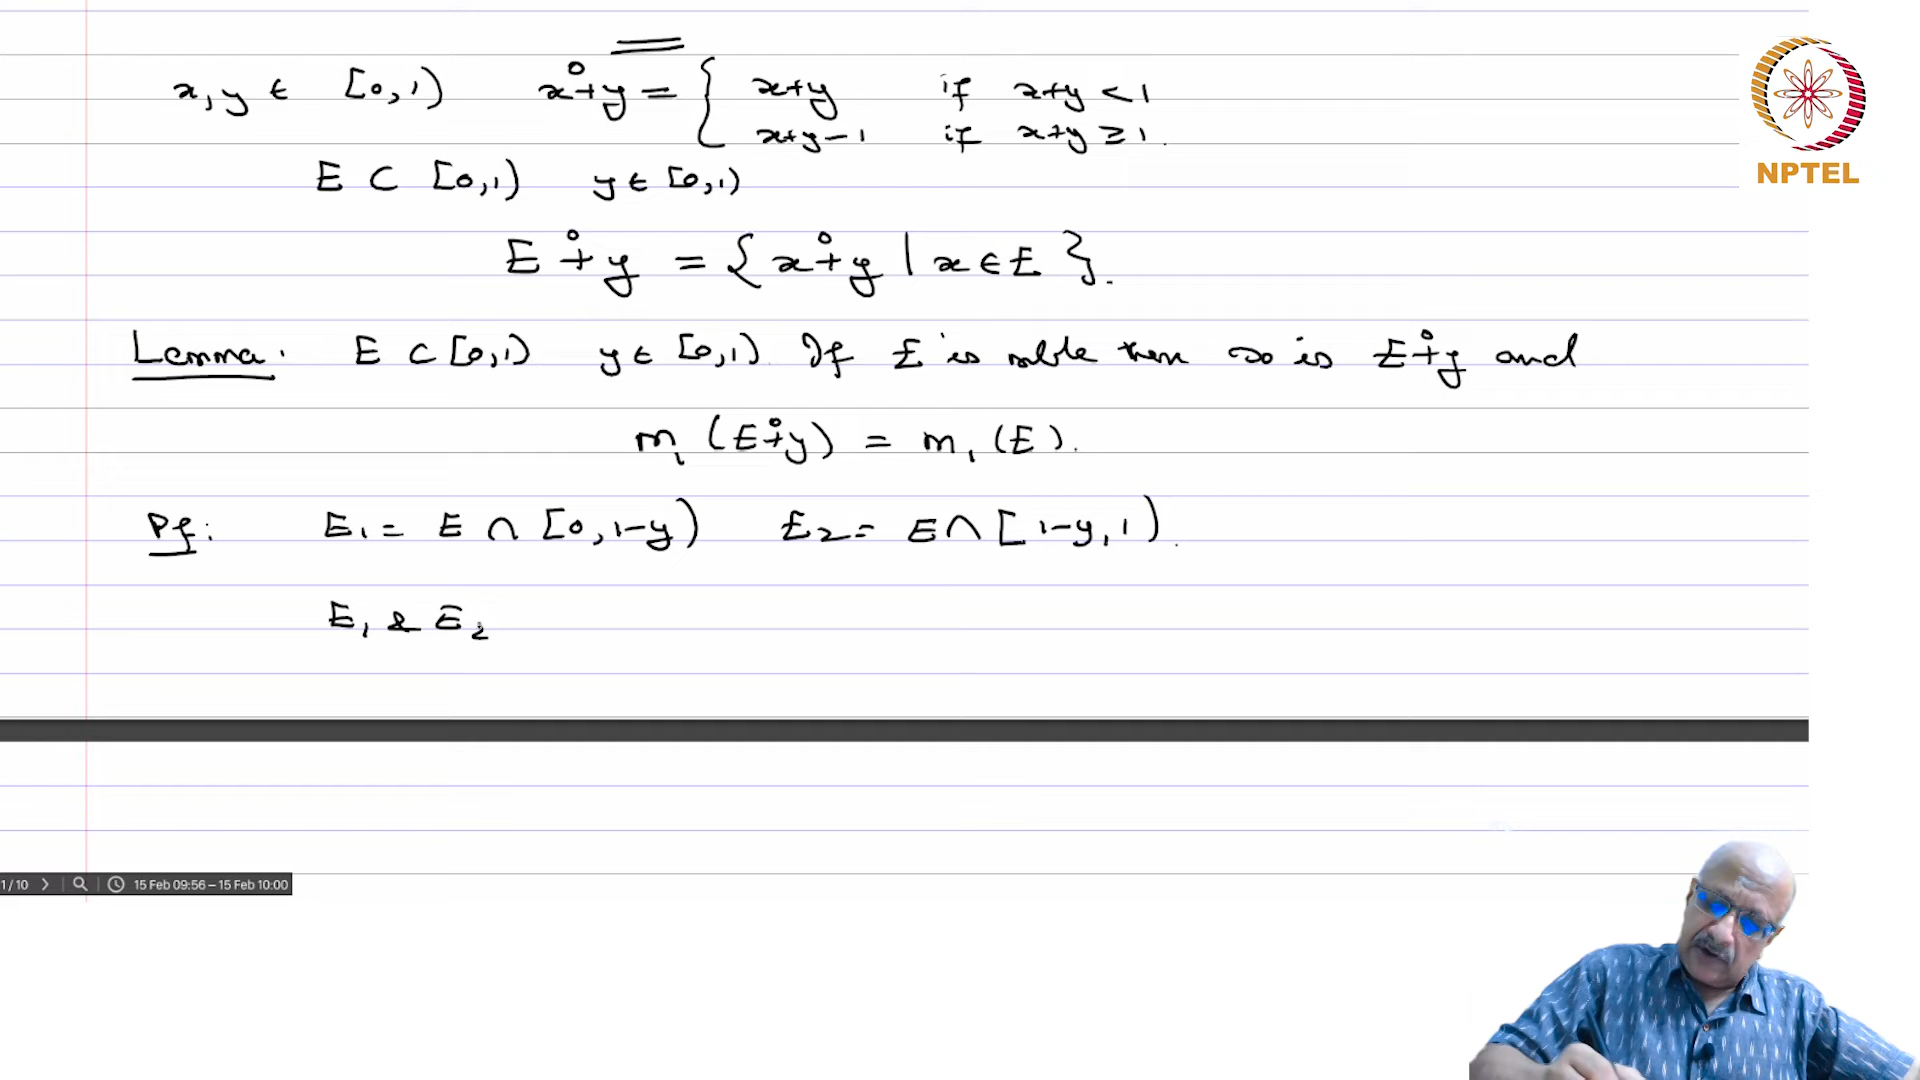 x, y ∈ [0,1) x +̊ y = { x+y if x+y < 1
x+y-1 if x+y ≥ 1.
E ⊂ [0,1) y ∈ [0,1)
E +̊ y = { x +̊ y | x ∈ E }.
Lemma: E ⊂ [0,1) y ∈ [0,1). If E is mble then so is E +̊ y and
m₁ (E +̊ y) = m₁ (E).
Pf: E₁ = E ∩ [0, 1-y) E₂ = E ∩ [1-y, 1).
E₁ & E₂
NPTEL
1 / 10 15 Feb 09:56 – 15 Feb 10:00